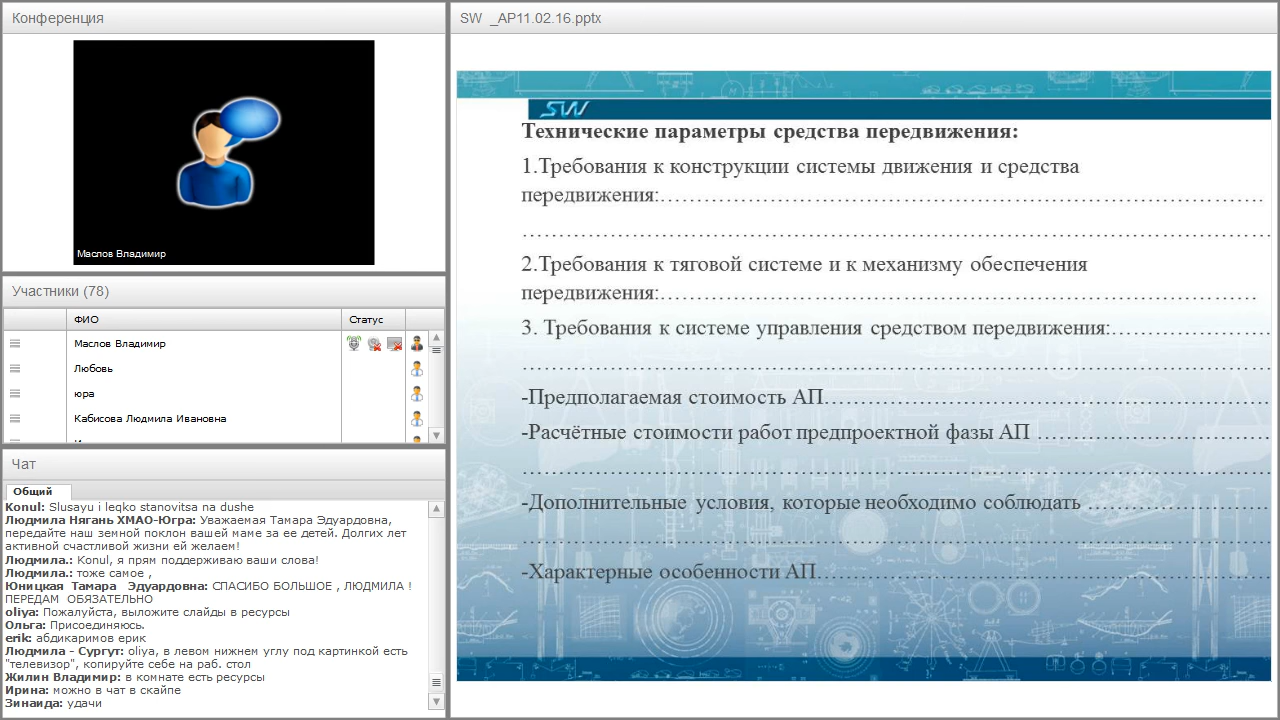 Конференция
Маслов Владимир
Участники (78)
ФИО Статус
Маслов Владимир
Любовь
юра
Кабисова Людмила Ивановна
Чат
Общий
Konul: Slusayu i leqko stanovitsa na dushe
Людмила Нягань ХМАО-Югра: Уважаемая Тамара Эдуардовна,
передайте наш земной поклон вашей маме за ее детей. Долгих лет
активной счастливой жизни ей желаем!
Людмила.: Konul, я прям поддерживаю ваши слова!
Людмила.: тоже самое ,
Юницкая Тамара Эдуардовна: СПАСИБО БОЛЬШОЕ , ЛЮДМИЛА !
ПЕРЕДАМ ОБЯЗАТЕЛЬНО
oliya: Пожалуйста, выложите слайды в ресурсы
Ольга: Присоединяюсь.
erik: абдикаримов ерик
Людмила - Сургут: oliya, в левом нижнем углу под картинкой есть
"телевизор", копируйте себе на раб. стол
Жилин Владимир: в комнате есть ресурсы
Ирина: можно в чат в скайпе
Зинаида: удачи
SW _AP11.02.16.pptx
SW
Технические параметры средства передвижения:
1.Требования к конструкции системы движения и средства
передвижения:……………………………………………………………………………………….
…………………………………………………………………………………………………………
2.Требования к тяговой системе и к механизму обеспечения
передвижения:………………………………………………………………………………………
3. Требования к системе управления средством передвижения:…………………
…………………………………………………………………………………………………………
-Предполагаемая стоимость АП……………………………………………………………
-Расчётные стоимости работ предпроектной фазы АП …………………………
…………………………………………………………………………………………………………
-Дополнительные условия, которые необходимо соблюдать ……………………
…………………………………………………………………………………………………………
-Характерные особенности АП……………………………………………………………